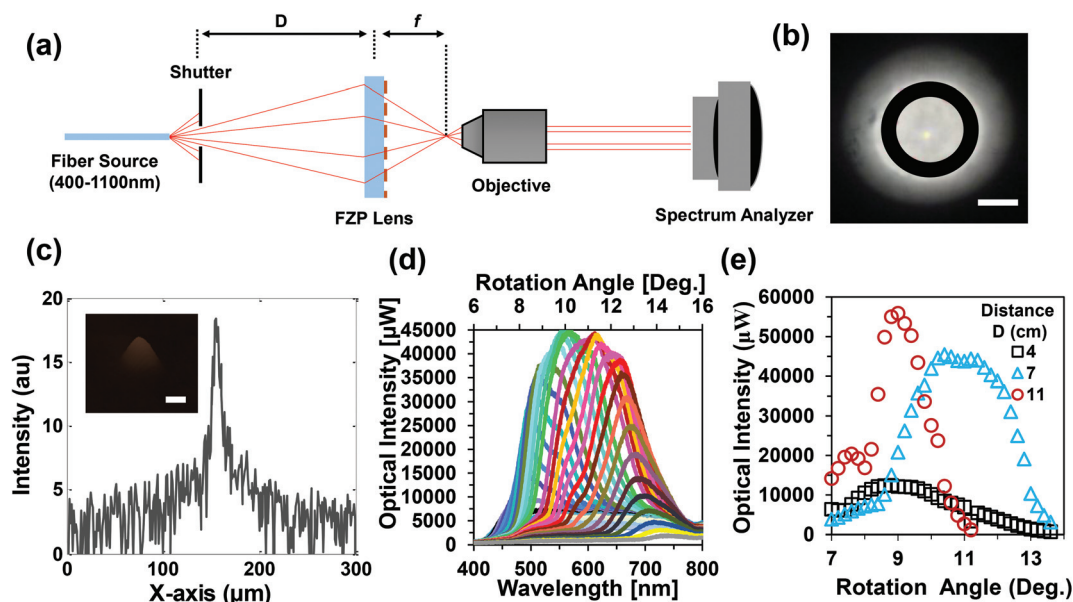 (a)
D
f
Shutter
Fiber Source
(400-1100nm)
FZP Lens
Objective
Spectrum Analyzer
(b)
(c)
20
15
10
5
0
Intensity (au)
0 100 200 300
X-axis (μm)
(d)
Rotation Angle [Deg.]
6 8 10 12 14 16
45000
40000
35000
30000
25000
20000
15000
10000
5000
0
Optical Intensity [μW]
400 500 600 700 800
Wavelength [nm]
(e)
60000
50000
40000
30000
20000
10000
0
Optical Intensity (μW)
Distance
D (cm)
4
7
11
7 9 11 13
Rotation Angle (Deg.)